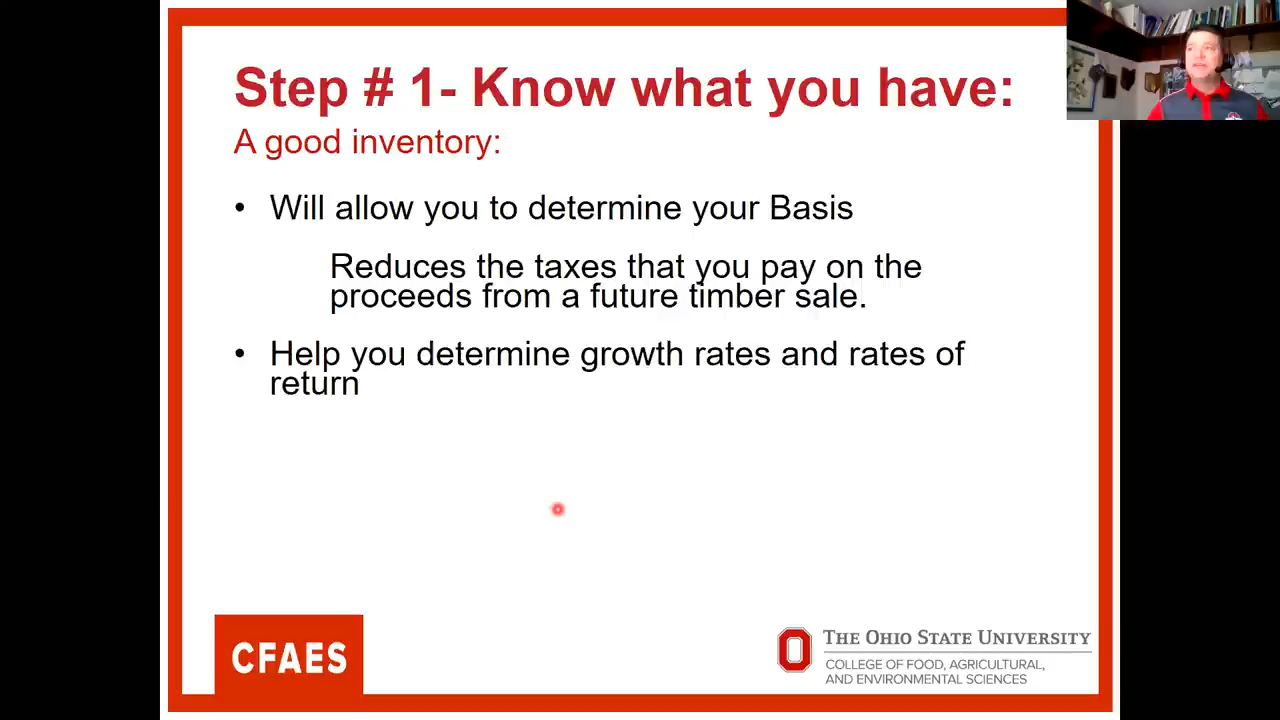 Step # 1- Know what you have:
A good inventory:
• Will allow you to determine your Basis
Reduces the taxes that you pay on the
proceeds from a future timber sale.
• Help you determine growth rates and rates of
return
CFAES
THE OHIO STATE UNIVERSITY
COLLEGE OF FOOD, AGRICULTURAL,
AND ENVIRONMENTAL SCIENCES